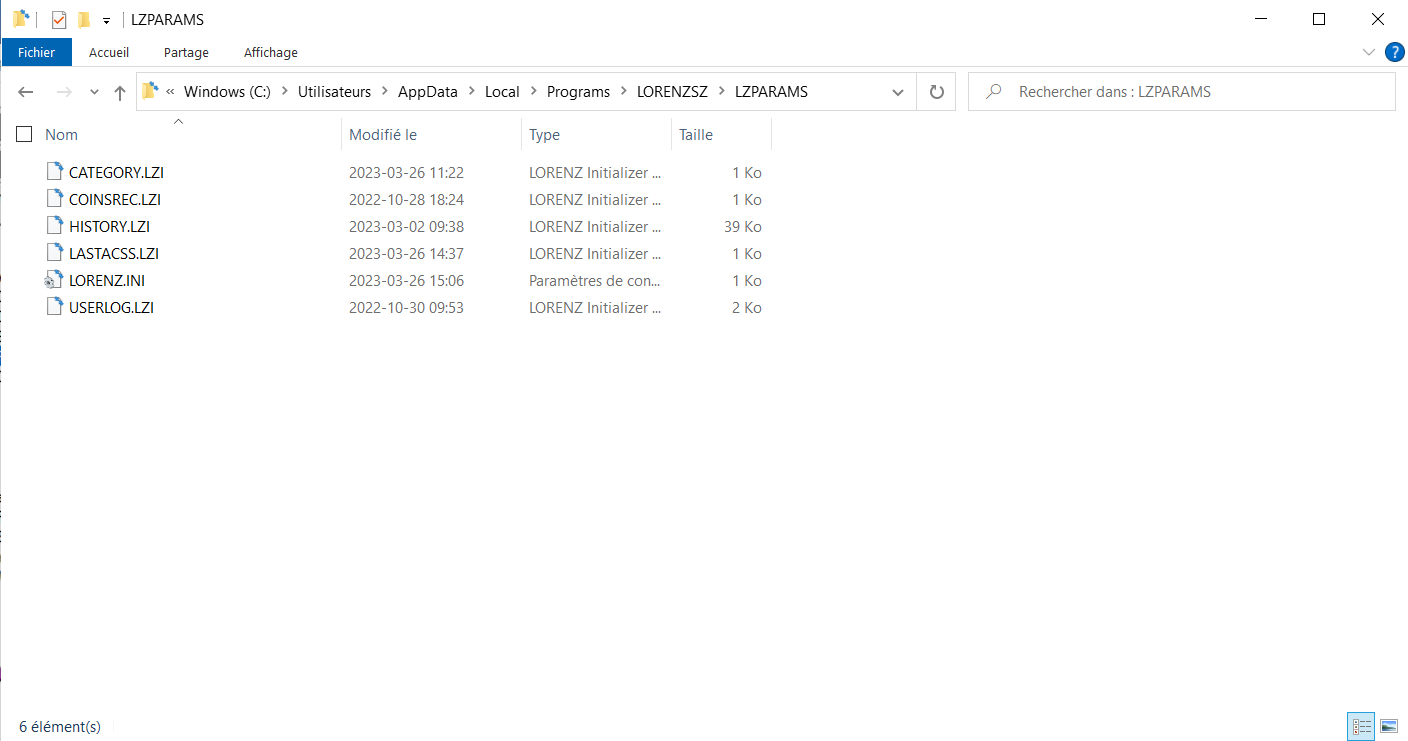 LZPARAMS
Fichier Accueil Partage Affichage ?
« Windows (C:) > Utilisateurs > AppData > Local > Programs > LORENZSZ > LZPARAMS Rechercher dans : LZPARAMS
Nom Modifié le Type Taille
CATEGORY.LZI 2023-03-26 11:22 LORENZ Initializer ... 1 Ko
COINSREC.LZI 2022-10-28 18:24 LORENZ Initializer ... 1 Ko
HISTORY.LZI 2023-03-02 09:38 LORENZ Initializer ... 39 Ko
LASTACSS.LZI 2023-03-26 14:37 LORENZ Initializer ... 1 Ko
LORENZ.INI 2023-03-26 15:06 Paramètres de con... 1 Ko
USERLOG.LZI 2022-10-30 09:53 LORENZ Initializer ... 2 Ko
6 élément(s)